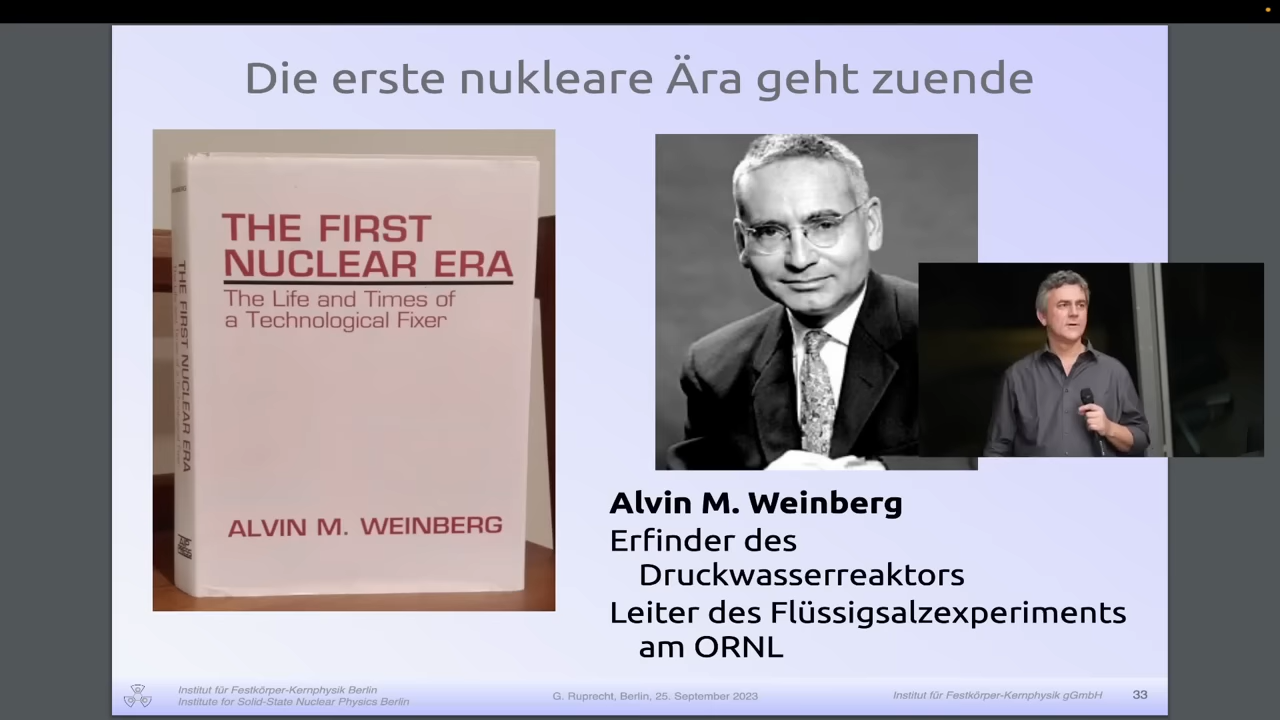 Die erste nukleare Ära geht zuende
THE FIRST
NUCLEAR ERA
The Life and Times of
a Technological Fixer
ALVIN M. WEINBERG
THE FIRST NUCLEAR ERA
Alvin M. Weinberg
Erfinder des
Druckwasserreaktors
Leiter des Flüssigsalzexperiments
am ORNL
Institut für Festkörper-Kernphysik Berlin
Institute for Solid-State Nuclear Physics Berlin
G. Ruprecht, Berlin, 25. September 2023
Institut für Festkörper-Kernphysik gGmbH
33